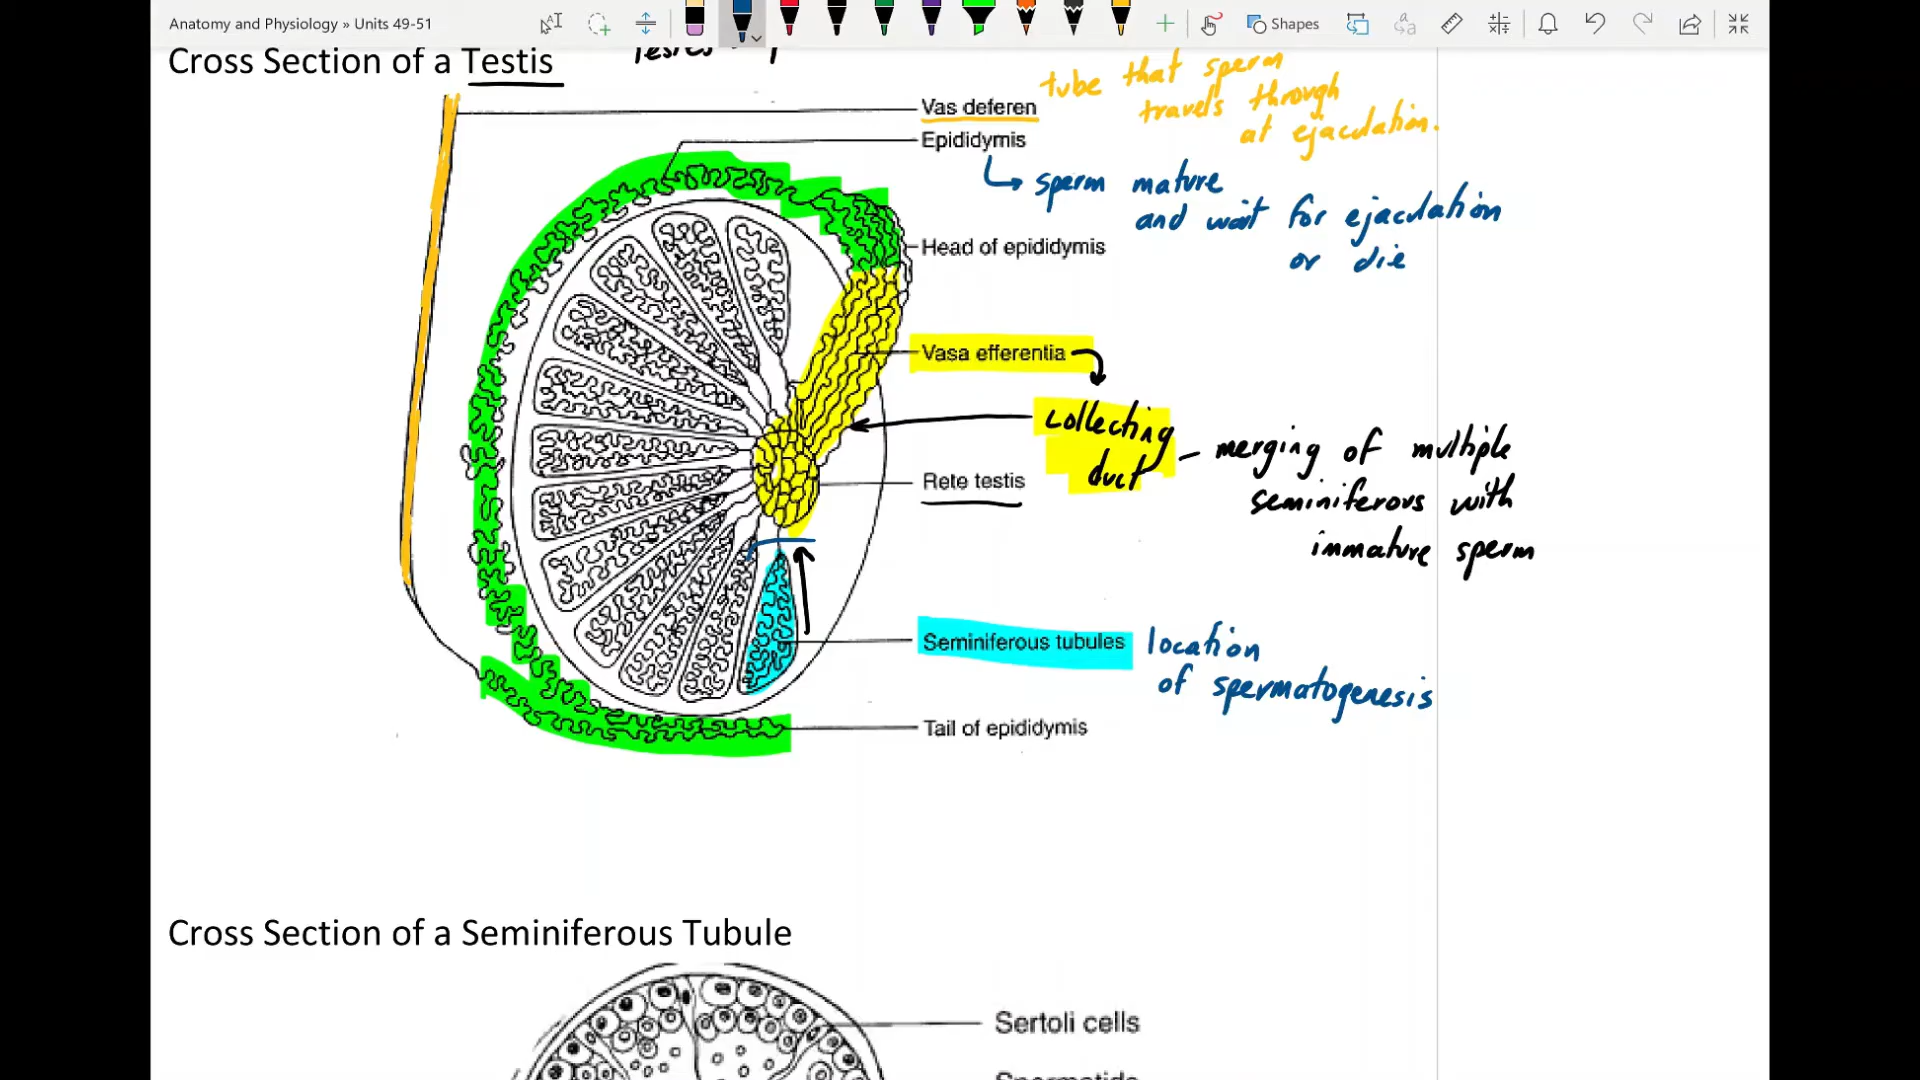 Anatomy and Physiology » Units 49-51
Shapes
Cross Section of a Testis
Testes
Vas deferen
tube that sperm
travels through
at ejaculation.
Epididymis
sperm mature
and wait for ejaculation
or die
Head of epididymis
Vasa efferentia
collecting
duct - merging of multiple
seminiferous with
immature sperm
Rete testis
Seminiferous tubules
location
of spermatogenesis
Tail of epididymis
Cross Section of a Seminiferous Tubule
Sertoli cells